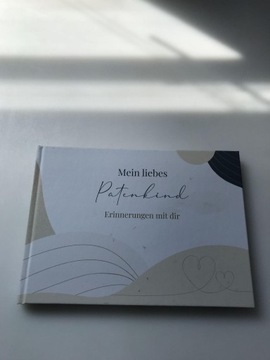 Mein liebes
Patenkind
Erinnerungen mit dir